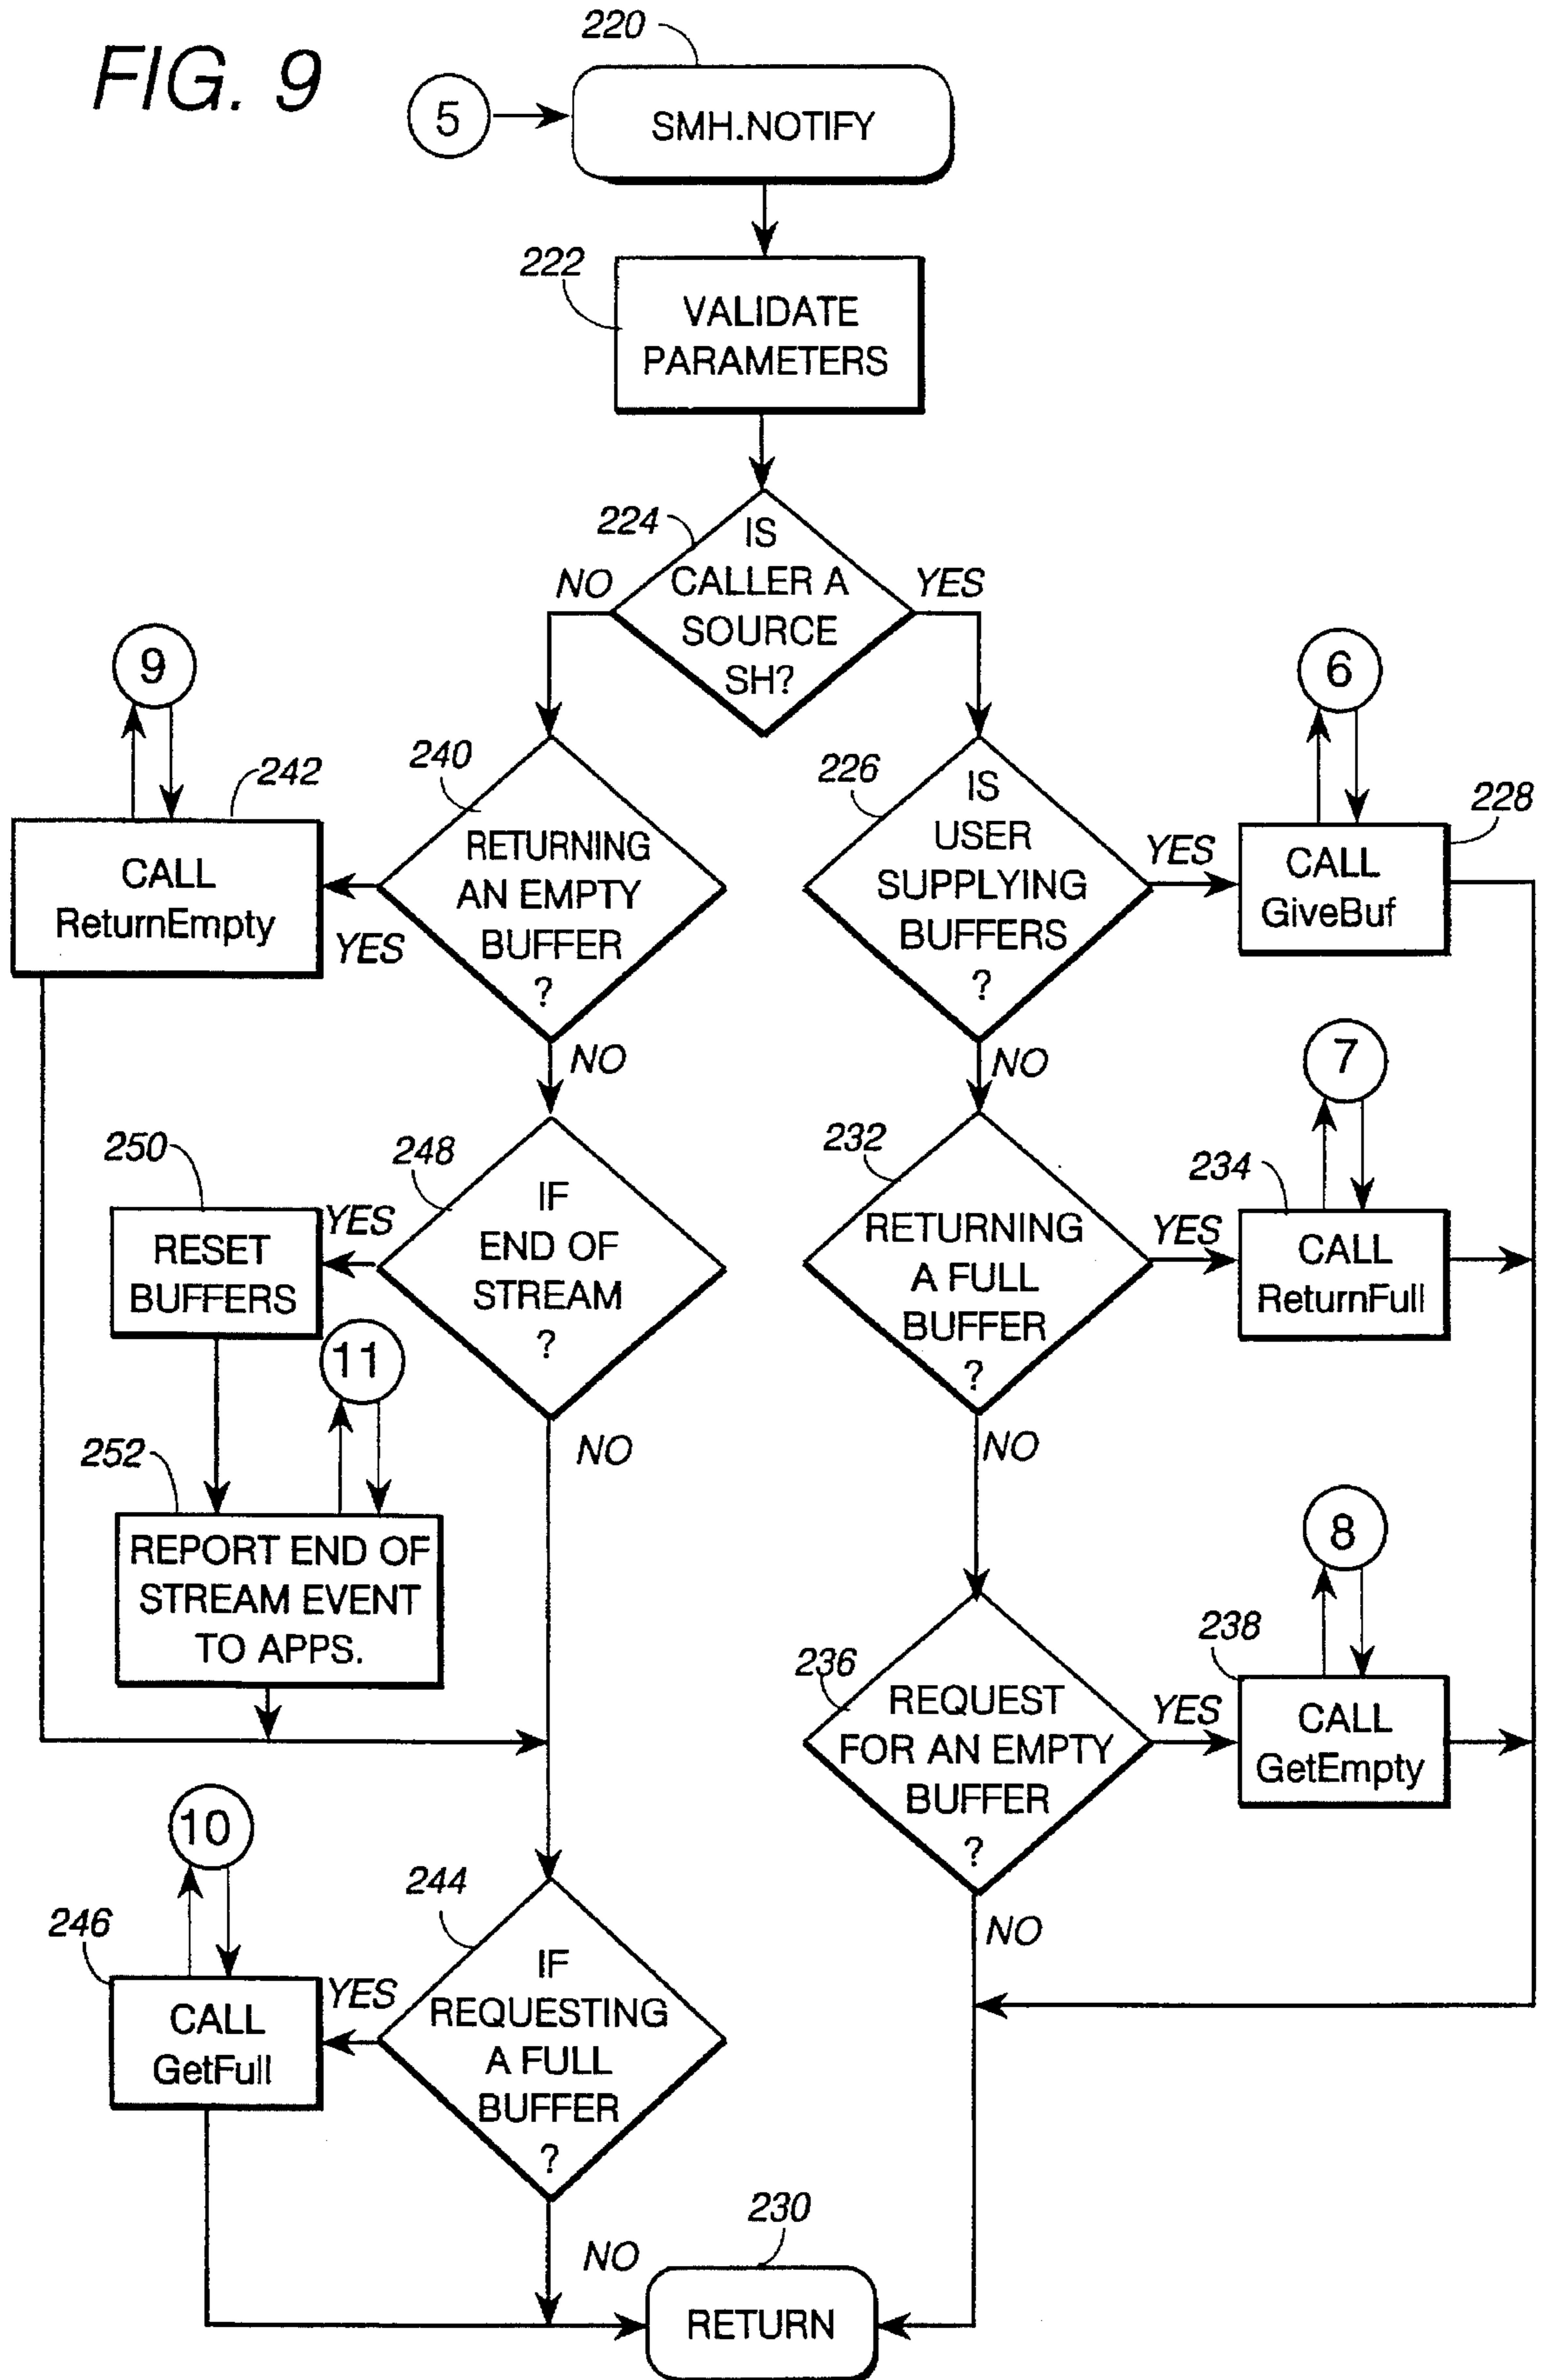 FIG. 9
220
5
SMH.NOTIFY
222
VALIDATE
PARAMETERS
224
IS
CALLER A
SOURCE
SH?
NO
YES
9
6
242
240
226
228
CALL
ReturnEmpty
YES
RETURNING
AN EMPTY
BUFFER
?
IS
USER
SUPPLYING
BUFFERS
?
YES
CALL
GiveBuf
NO
NO
7
250
248
232
234
RESET
BUFFERS
YES
IF
END OF
STREAM
?
RETURNING
A FULL
BUFFER
?
YES
CALL
ReturnFull
11
NO
NO
252
REPORT END OF
STREAM EVENT
TO APPS.
8
236
238
REQUEST
FOR AN EMPTY
BUFFER
?
YES
CALL
GetEmpty
10
244
NO
246
CALL
GetFull
YES
IF
REQUESTING
A FULL
BUFFER
?
NO
230
RETURN